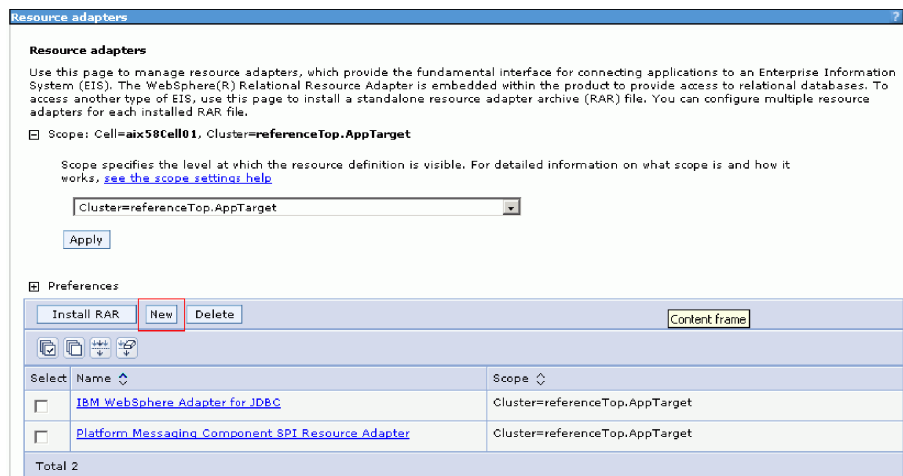 Resource adapters ?
Resource adapters
Use this page to manage resource adapters, which provide the fundamental interface for connecting applications to an Enterprise Information
System (EIS). The WebSphere(R) Relational Resource Adapter is embedded within the product to provide access to relational databases. To
access another type of EIS, use this page to install a standalone resource adapter archive (RAR) file. You can configure multiple resource
adapters for each installed RAR file.
Scope: Cell=aix58Cell01, Cluster=referenceTop.AppTarget
Scope specifies the level at which the resource definition is visible. For detailed information on what scope is and how it
works, see the scope settings help
Cluster=referenceTop.AppTarget
Apply
Preferences
Install RAR New Delete
Content frame
Select Name Scope
IBM WebSphere Adapter for JDBC Cluster=referenceTop.AppTarget
Platform Messaging Component SPI Resource Adapter Cluster=referenceTop.AppTarget
Total 2